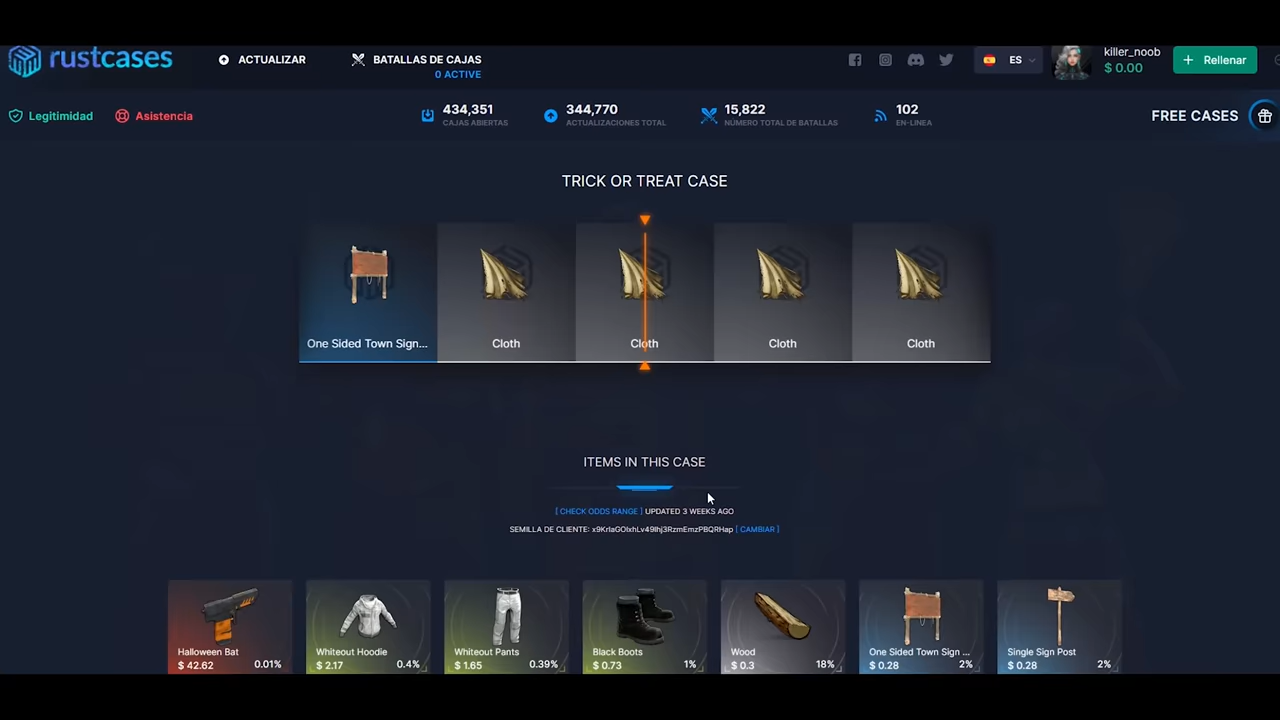 rustcases
ACTUALIZAR
BATALLAS DE CAJAS
0 ACTIVE
ES
killer_noob
$ 0.00
Rellenar
Legitimidad
Asistencia
434,351
CAJAS ABIERTAS
344,770
ACTUALIZACIONES TOTAL
15,822
NÚMERO TOTAL DE BATALLAS
102
EN-LINEA
FREE CASES
TRICK OR TREAT CASE
One Sided Town Sign...
Cloth
Cloth
Cloth
Cloth
ITEMS IN THIS CASE
[ CHECK ODDS RANGE ] UPDATED 3 WEEKS AGO
SEMILLA DE CLIENTE: [ CAMBIAR ]
Halloween Bat
$ 42.62 0.01%
Whiteout Hoodie
$ 2.17 0.4%
Whiteout Pants
$ 1.65 0.39%
Black Boots
$ 0.73 1%
Wood
$ 0.3 18%
One Sided Town Sign ...
$ 0.28 2%
Single Sign Post
$ 0.28 2%